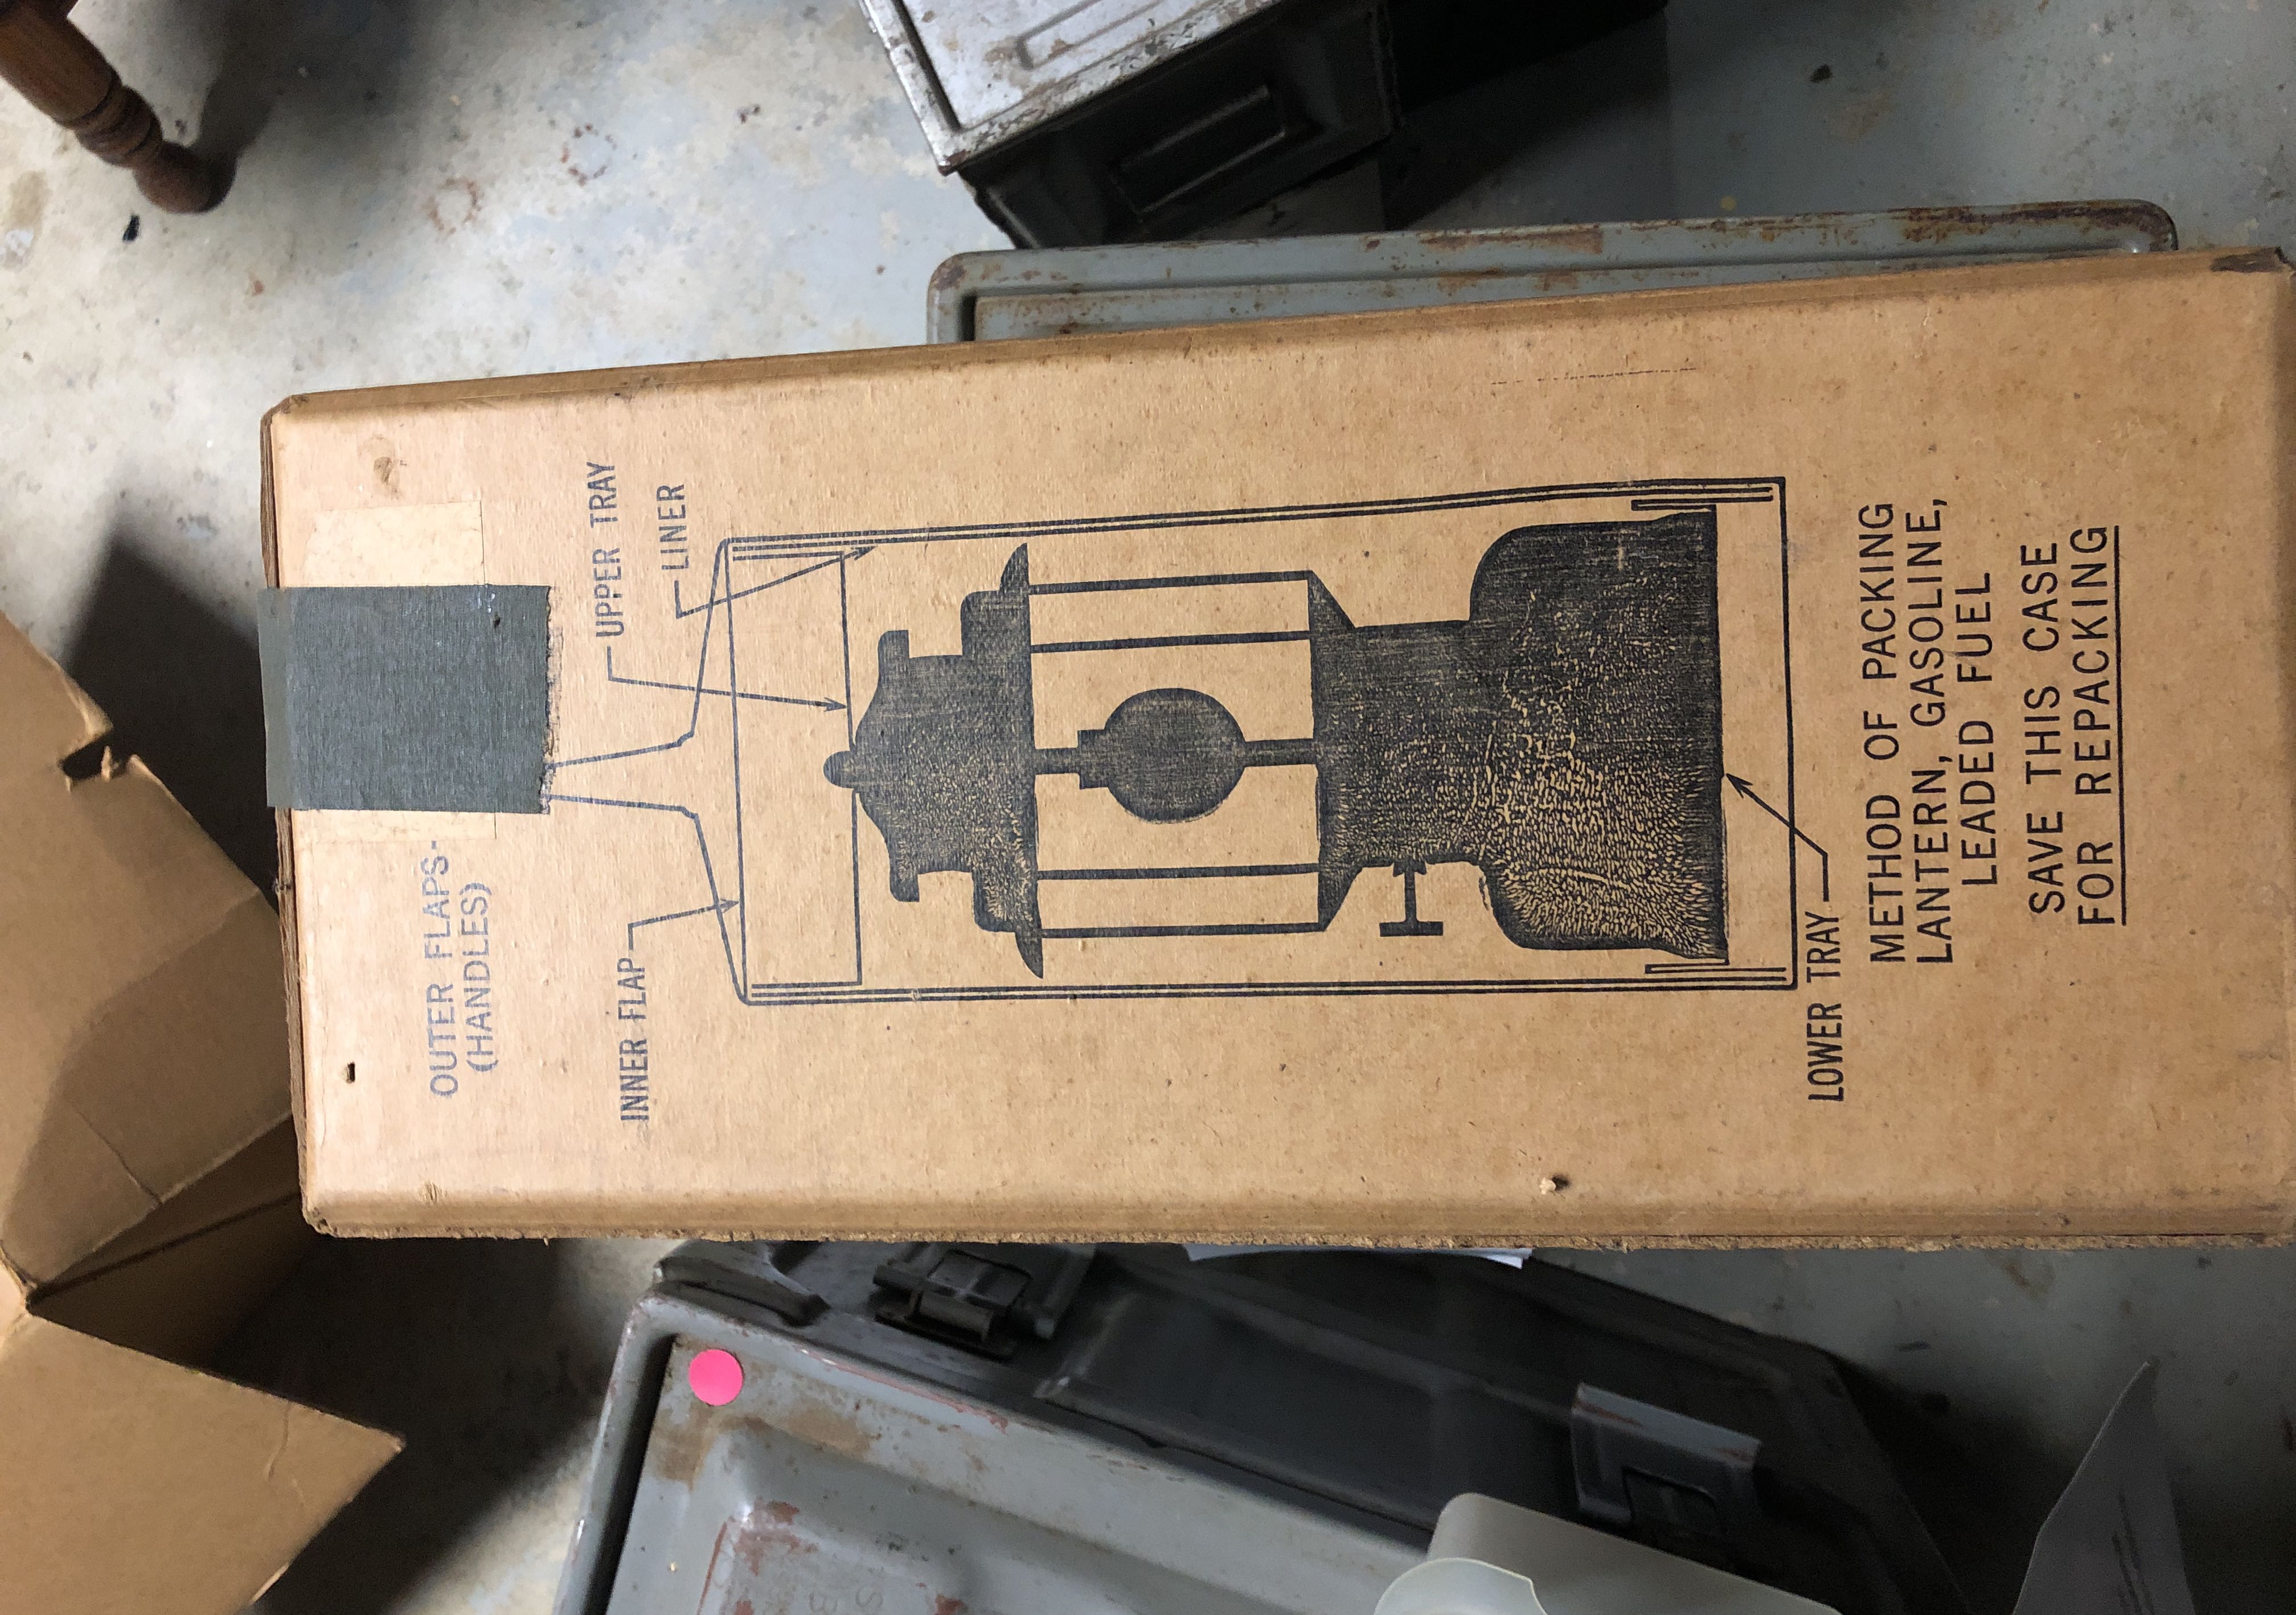 OUTER FLAPS-
(HANDLES)
INNER FLAP
UPPER TRAY
LINER
LOWER TRAY
METHOD OF PACKING
LANTERN, GASOLINE,
LEADED FUEL
SAVE THIS CASE
FOR REPACKING